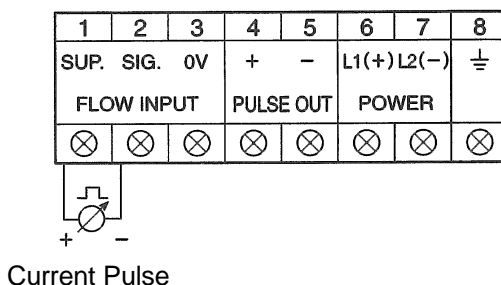 1 2 3 4 5 6 7 8
SUP. SIG. 0V + − L1(+) L2(−)
FLOW INPUT PULSE OUT POWER
+ −
Current Pulse